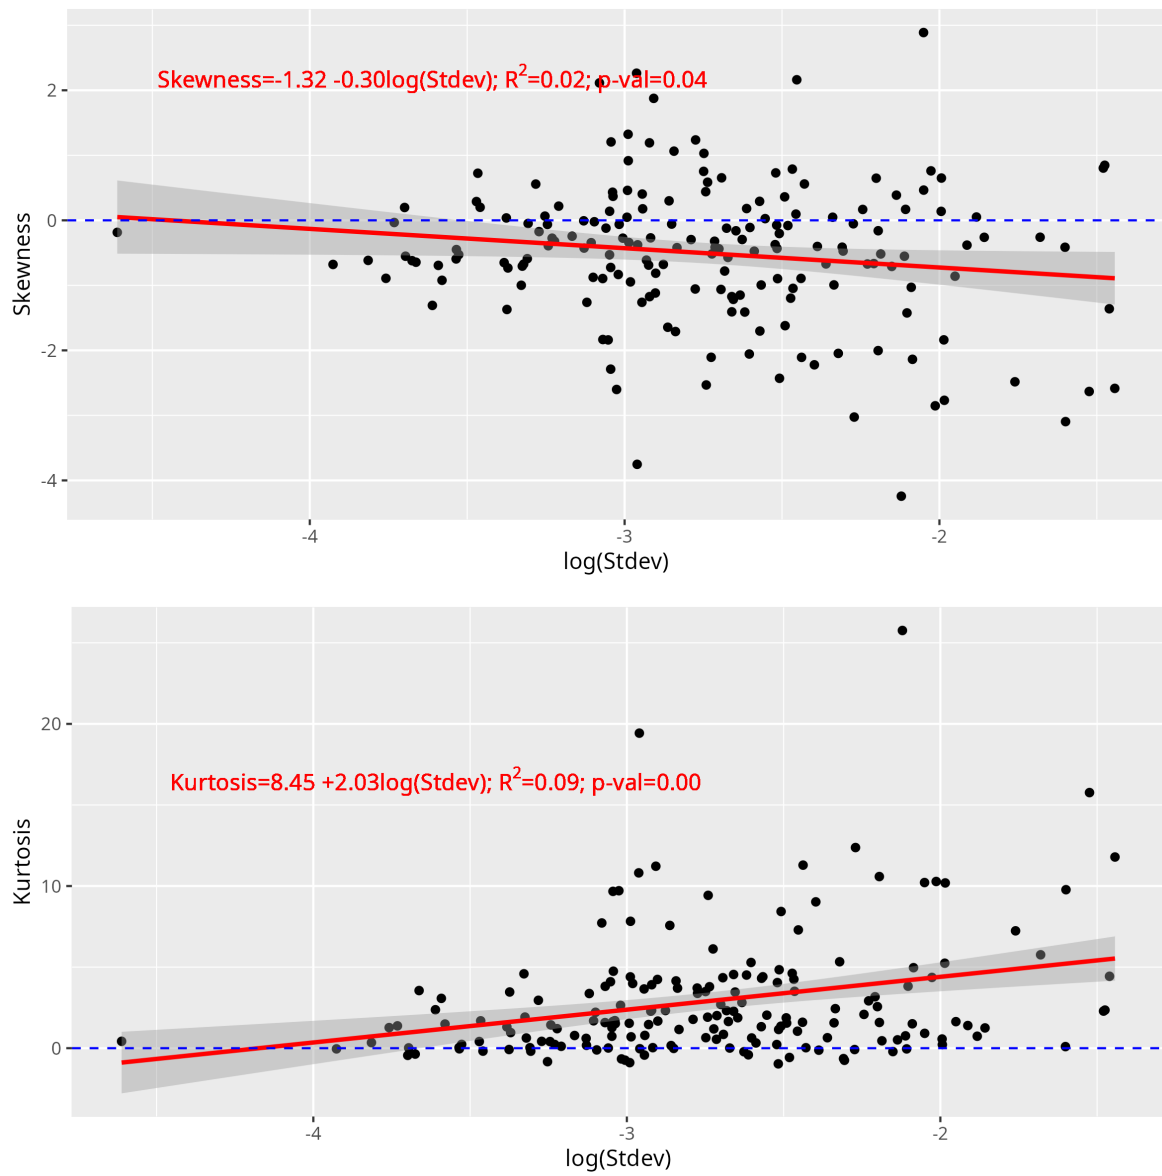 Skewness=-1.32 -0.30log(Stdev); R²=0.02; p-val=0.04
2
0
-2
-4
Skewness
-4
-3
-2
log(Stdev)
Kurtosis=8.45 +2.03log(Stdev); R²=0.09; p-val=0.00
20
10
0
Kurtosis
-4
-3
-2
log(Stdev)